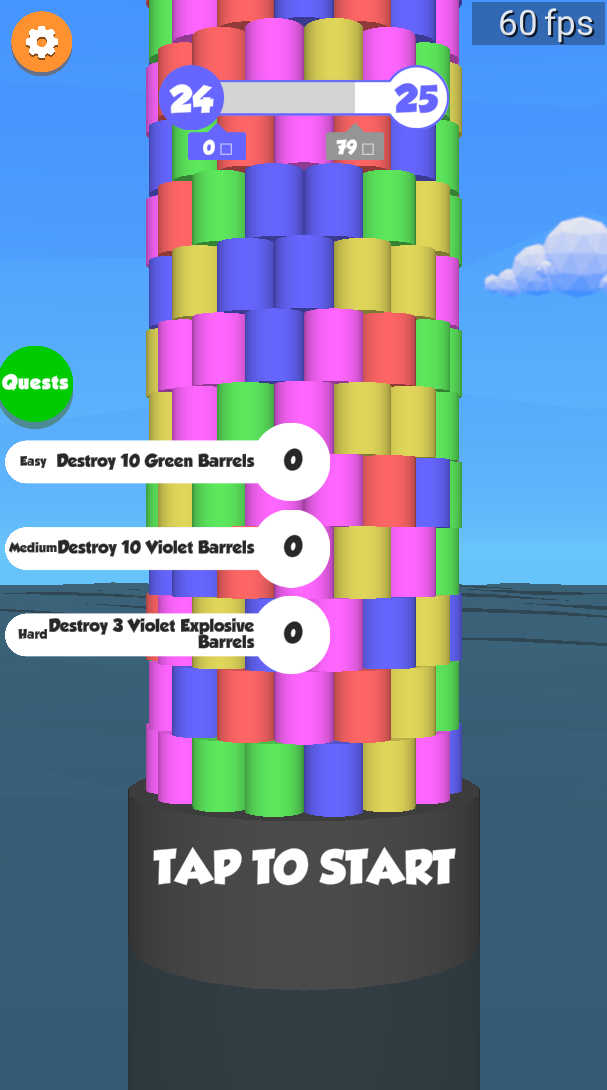 60 fps
24 25
0 □ 79 □
Quests
Easy Destroy 10 Green Barrels 0
Medium Destroy 10 Violet Barrels 0
Hard Destroy 3 Violet Explosive
Barrels 0
TAP TO START